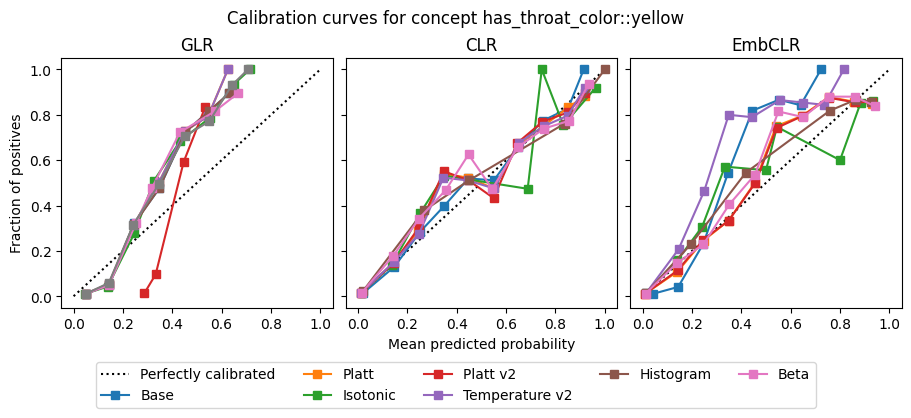 Calibration curves for concept has_throat_color::yellow
GLR
CLR
EmbCLR
Fraction of positives
1.0
0.8
0.6
0.4
0.2
0.0
0.0 0.2 0.4 0.6 0.8 1.0
0.0 0.2 0.4 0.6 0.8 1.0
0.0 0.2 0.4 0.6 0.8 1.0
Mean predicted probability
Perfectly calibrated Platt Platt v2 Histogram Beta
Base Isotonic Temperature v2